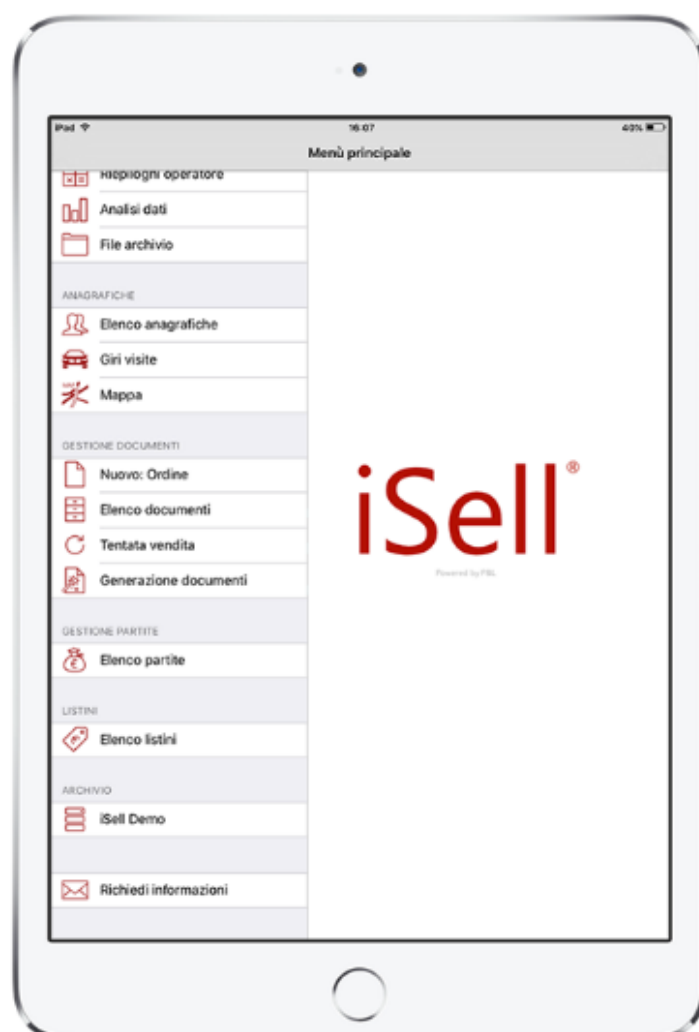 iPad
16:07
40%
Menù principale
Riepiloghi operatore
Analisi dati
File archivio
ANAGRAFICHE
Elenco anagrafiche
Giri visite
Mappa
GESTIONE DOCUMENTI
Nuovo: Ordine
Elenco documenti
Tentata vendita
Generazione documenti
GESTIONE PARTITE
Elenco partite
LISTINI
Elenco listini
ARCHIVIO
iSell Demo
Richiedi informazioni
iSell®
Powered by